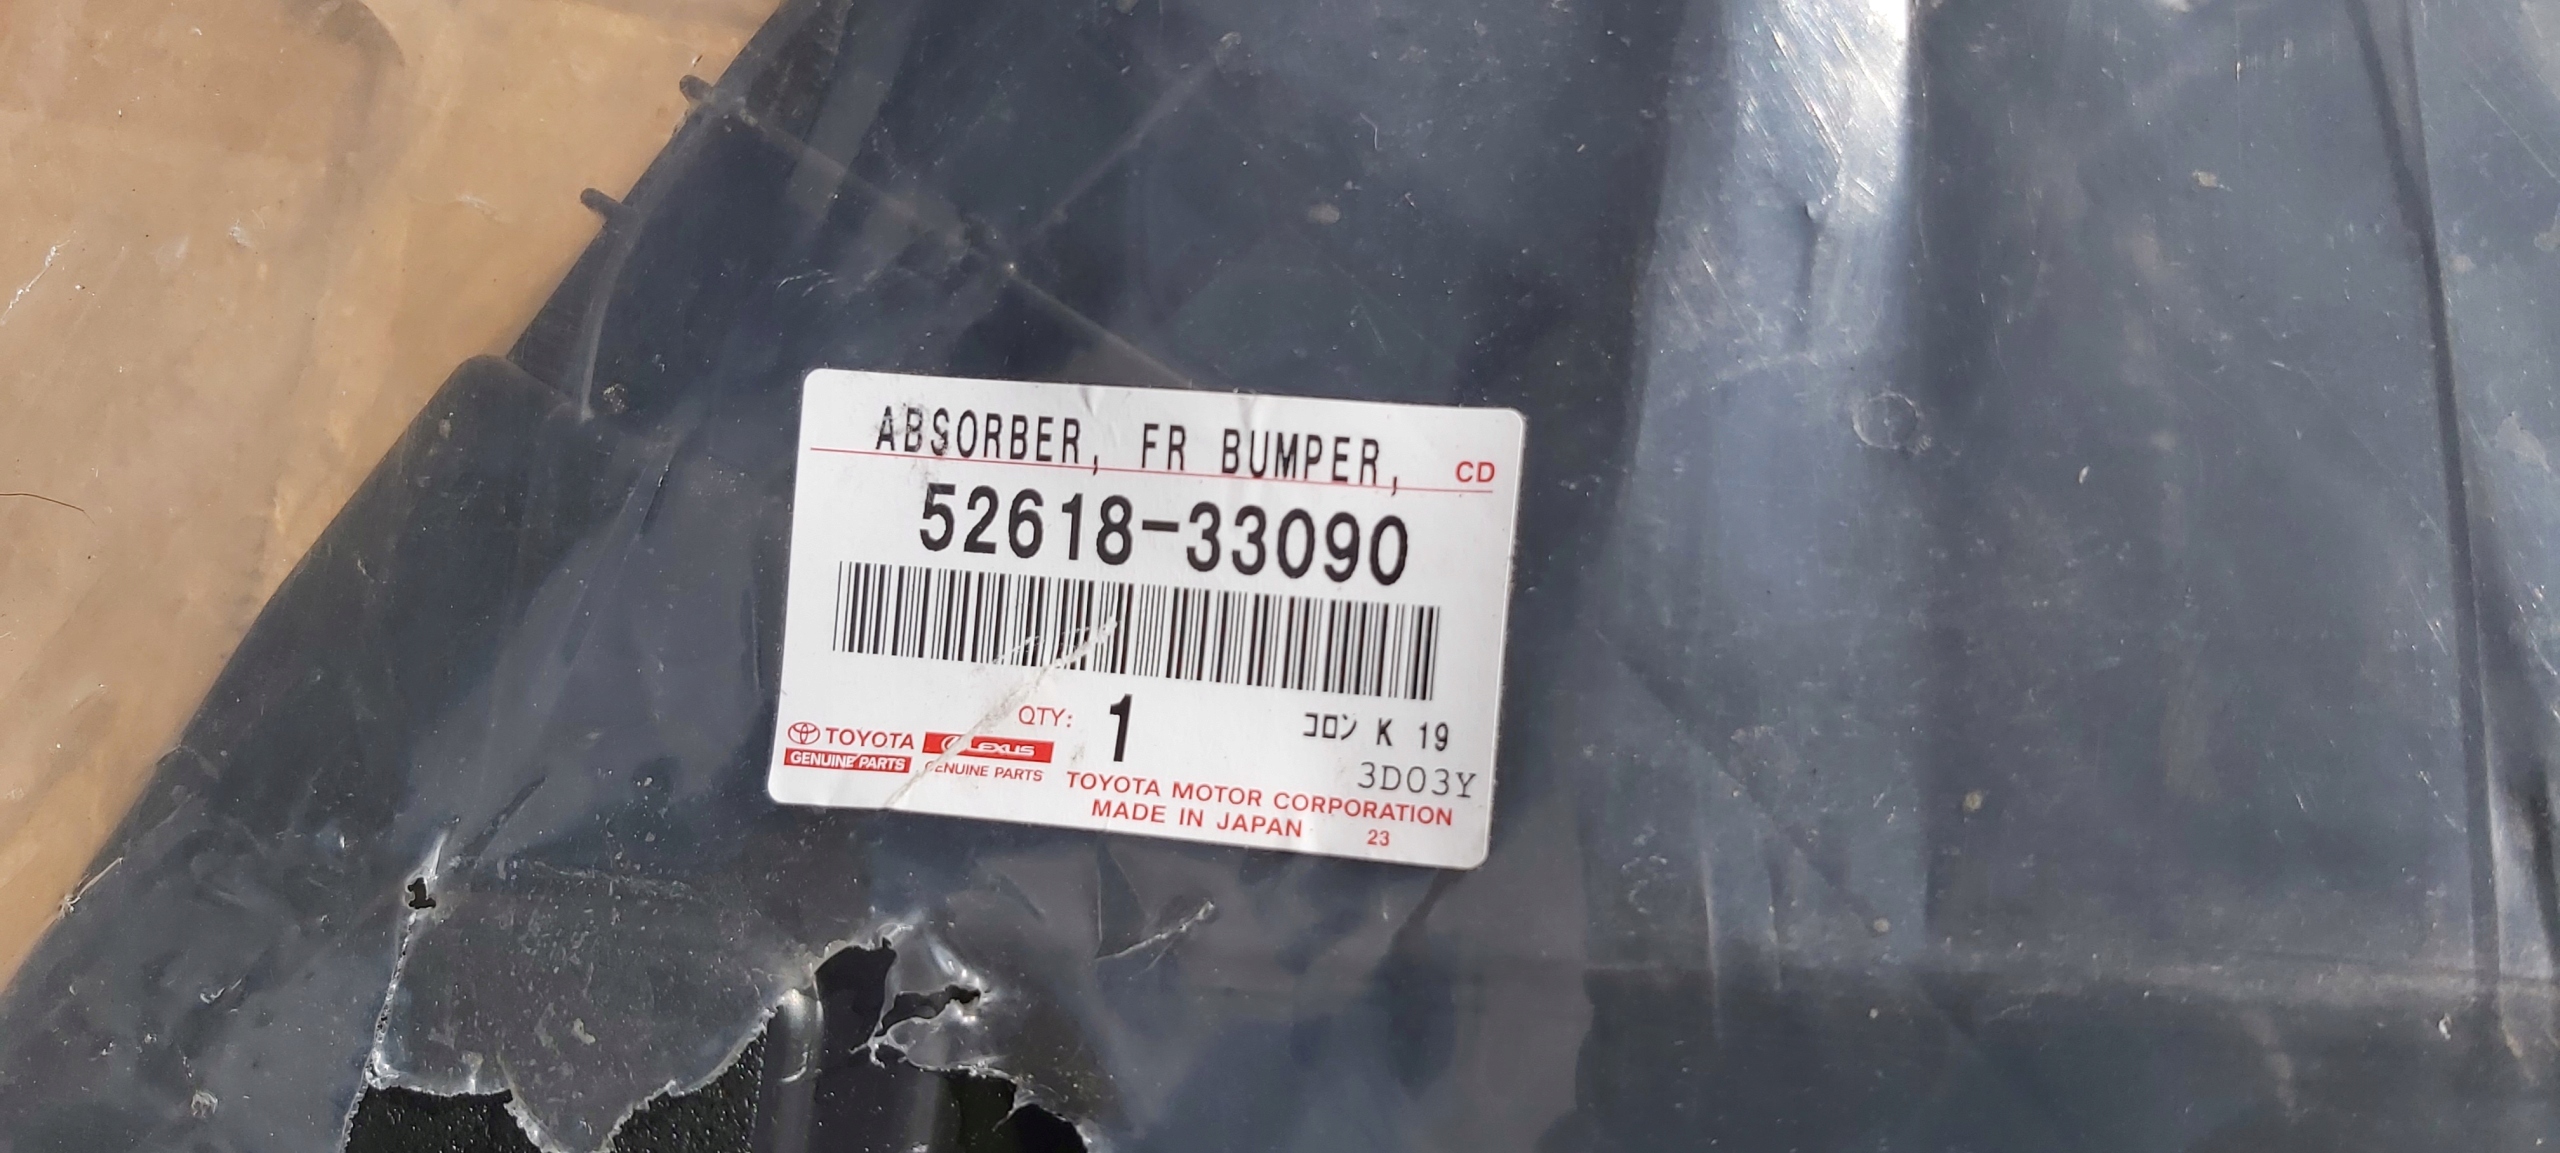 ABSORBER, FR BUMPER, CD
52618-33090
QTY: 1
コロン K 19
3D03Y
TOYOTA LEXUS
GENUINE PARTS GENUINE PARTS
TOYOTA MOTOR CORPORATION
MADE IN JAPAN 23